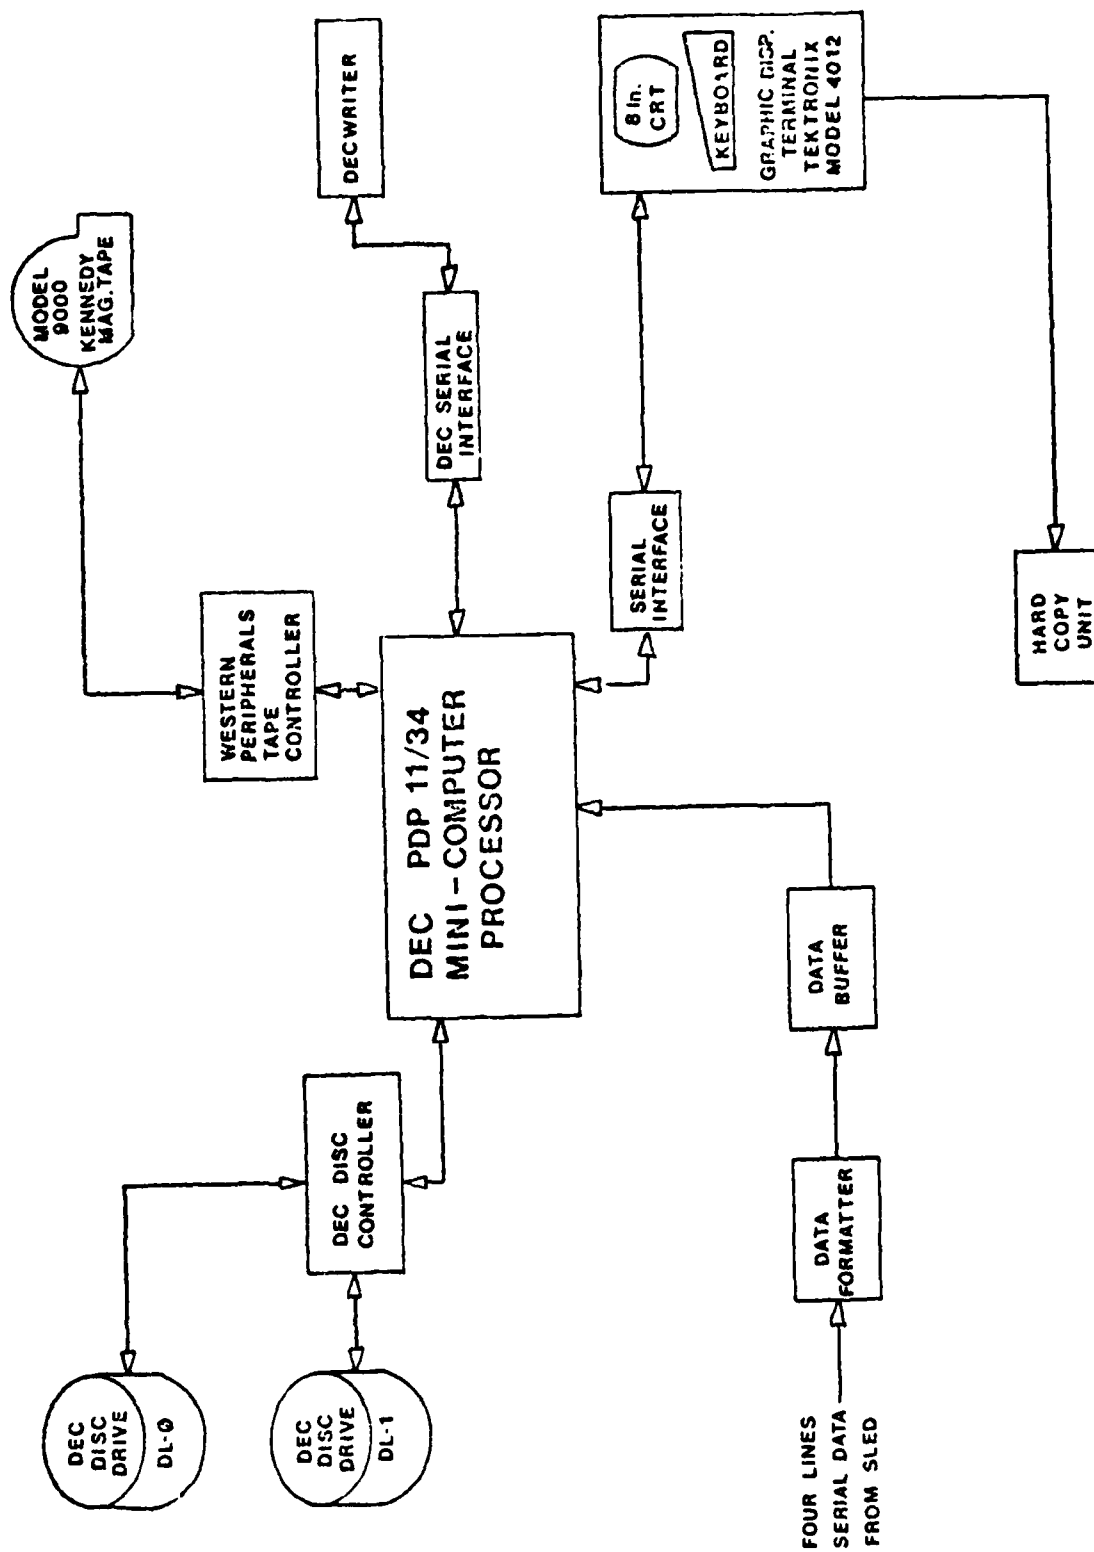 MODEL
9000
KENNEDY
MAG.TAPE
DECWRITER
8 In.
CRT
KEYBOARD
GRAPHIC DISP.
TERMINAL
TEKTRONIX
MODEL 4012
WESTERN
PERIPHERALS
TAPE
CONTROLLER
DEC SERIAL
INTERFACE
SERIAL
INTERFACE
HARD
COPY
UNIT
DEC PDP 11/34
MINI-COMPUTER
PROCESSOR
DEC DISC
CONTROLLER
DATA
BUFFER
DATA
FORMATTER
DEC
DISC
DRIVE
DL-0
DEC
DISC
DRIVE
DL-1
FOUR LINES
SERIAL DATA
FROM SLED